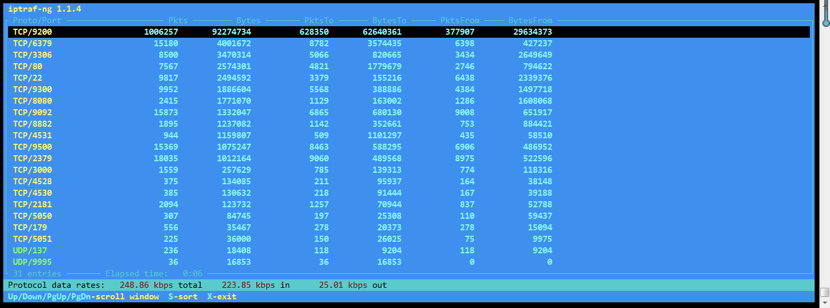 iptraf-ng 1.1.4
Proto/Port Pkts Bytes PktsTo BytesTo PktsFrom BytesFrom
TCP/9200 1006257 92274734 628350 62640361 377907 29634373
TCP/6379 15180 4001672 8782 3574435 6398 427237
TCP/3306 8500 3470314 5066 820665 3434 2649649
TCP/80 7567 2574301 4821 1779679 2746 794622
TCP/22 9817 2494592 3379 155216 6438 2339376
TCP/9300 9952 1886604 5568 388886 4384 1497718
TCP/8080 2415 1771070 1129 163002 1286 1608068
TCP/9092 15873 1332047 6865 680130 9008 651917
TCP/8882 1895 1237082 1142 352661 753 884421
TCP/4531 944 1159807 509 1101297 435 58510
TCP/9500 15369 1075247 8463 588295 6906 486952
TCP/2379 18035 1012164 9060 489568 8975 522596
TCP/3000 1559 257629 785 139313 774 118316
TCP/4528 375 134085 211 95937 164 38148
TCP/4530 385 130632 218 91444 167 39188
TCP/2181 2094 123732 1257 70944 837 52788
TCP/5050 307 84745 197 25308 110 59437
TCP/179 556 35467 278 20373 278 15094
TCP/5051 225 36000 150 26025 75 9975
UDP/137 236 18408 118 9204 118 9204
UDP/9995 36 16853 36 16853 0 0
31 entries Elapsed time: 0:06
Protocol data rates: 248.86 kbps total 223.85 kbps in 25.01 kbps out
Up/Down/PgUp/PgDn-scroll window S-sort X-exit